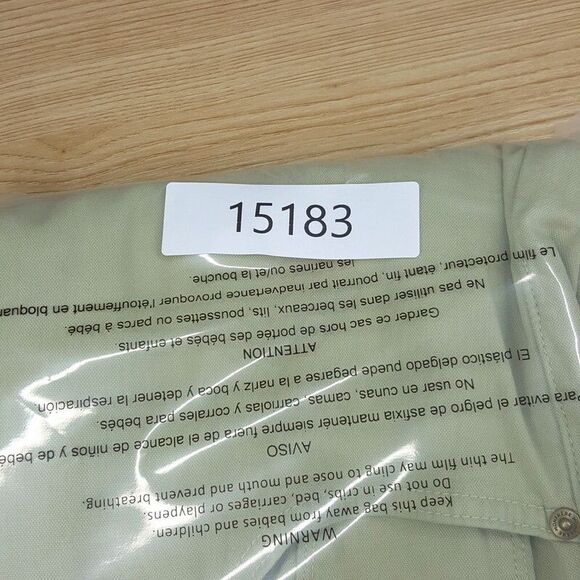 15183
WARNING
Keep this bag away from babies and children.
Do not use in cribs, bed, carriages or playpens.
The thin film may cling to nose and mouth and prevent breathing.
AVISO
Para evitar el peligro de asfixia mantenér siempre fuera de el alcance de niños y de bebé
No usar en cunas, camas, carriolas, y corrales para bebés.
El plástico delgado puede pegarse a la nariz y boca y detener la respiración.
ATTENTION
Garder ce sac hors de portée des bébés et enfants.
Ne pas utiliser dans les berceaux, lits, poussettes ou parcs à bébé.
Le film protecteur, étant fin, pourrait par inadvertance provoquer l'étouffement en bloquan
les narines ou/et la bouche.